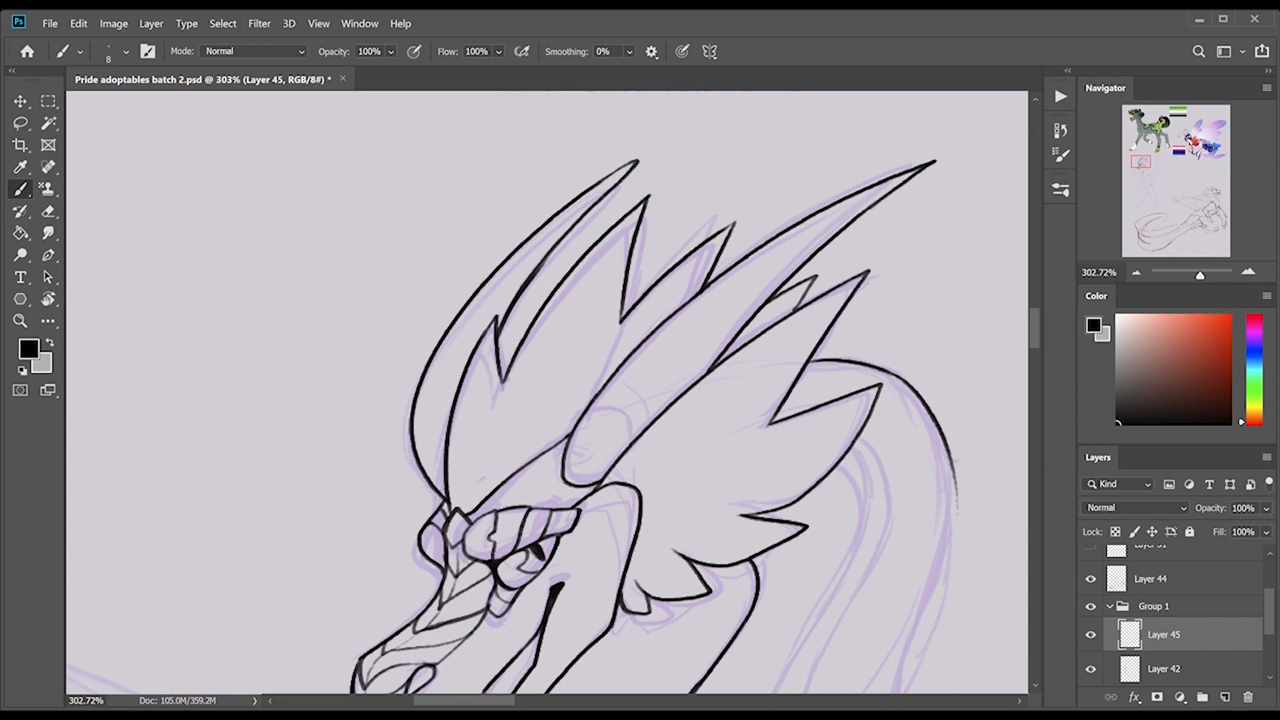 Ps File Edit Image Layer Type Select Filter 3D View Window Help
8 Mode: Normal Opacity: 100% Flow: 100% Smoothing: 0%
Pride adoptables batch 2.psd @ 303% (Layer 45, RGB/8#) *
Navigator
302.72%
Color
Layers
Kind
Normal Opacity: 100%
Lock: Fill: 100%
Layer 44
Group 1
Layer 45
Layer 42
302.72% Doc: 105.0M/359.2M